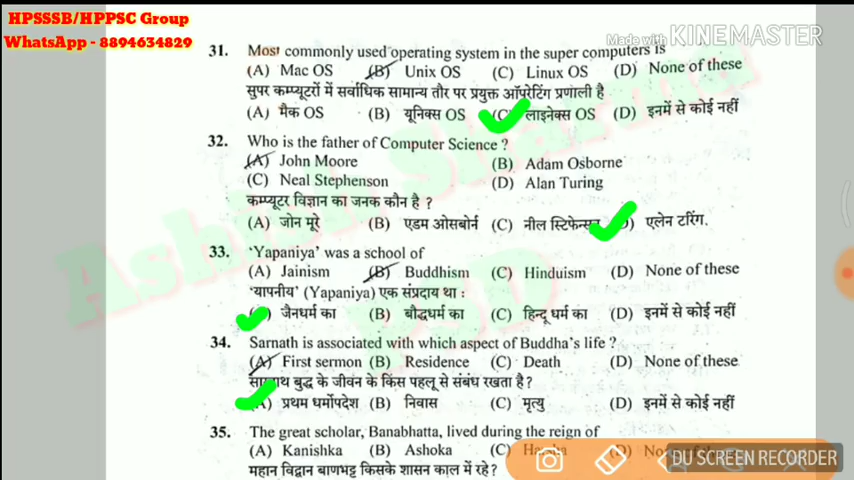 HPSSSB/HPPSC Group
WhatsApp - 8894634829
Made with KINEMASTER
31. Most commonly used operating system in the super computers is
(A) Mac OS (B) Unix OS (C) Linux OS (D) None of these
सुपर कम्प्यूटरों में सर्वाधिक सामान्य तौर पर प्रयुक्त ऑपरेटिंग प्रणाली है
(A) मैक OS (B) यूनिक्स OS (C) लाइनेक्स OS (D) इनमें से कोई नहीं
32. Who is the father of Computer Science ?
(A) John Moore (B) Adam Osborne
(C) Neal Stephenson (D) Alan Turing
कम्प्यूटर विज्ञान का जनक कौन है ?
(A) जोन मूरे (B) एडम ओसबोर्न (C) नील स्टिफेन्सन D) एलेन टरिंग.
33. 'Yapaniya' was a school of
(A) Jainism (B) Buddhism (C) Hinduism (D) None of these
'यापनीय' (Yapaniya) एक संप्रदाय था :
जैनधर्म का (B) बौद्धधर्म का (C) हिन्दू धर्म का (D) इनमें से कोई नहीं
34. Sarnath is associated with which aspect of Buddha's life ?
(A) First sermon (B) Residence (C) Death (D) None of these
सारनाथ बुद्ध के जीवन के किस पहलू से संबंध रखता है?
(A) प्रथम धर्मोपदेश (B) निवास (C) मृत्यु (D) इनमें से कोई नहीं
35. The great scholar, Banabhatta, lived during the reign of
(A) Kanishka (B) Ashoka (C) Harsha (D)
DU SCREEN RECORDER
महान विद्वान बाणभट्ट किसके शासन काल में रहे?
Ashish Sharma
PSD